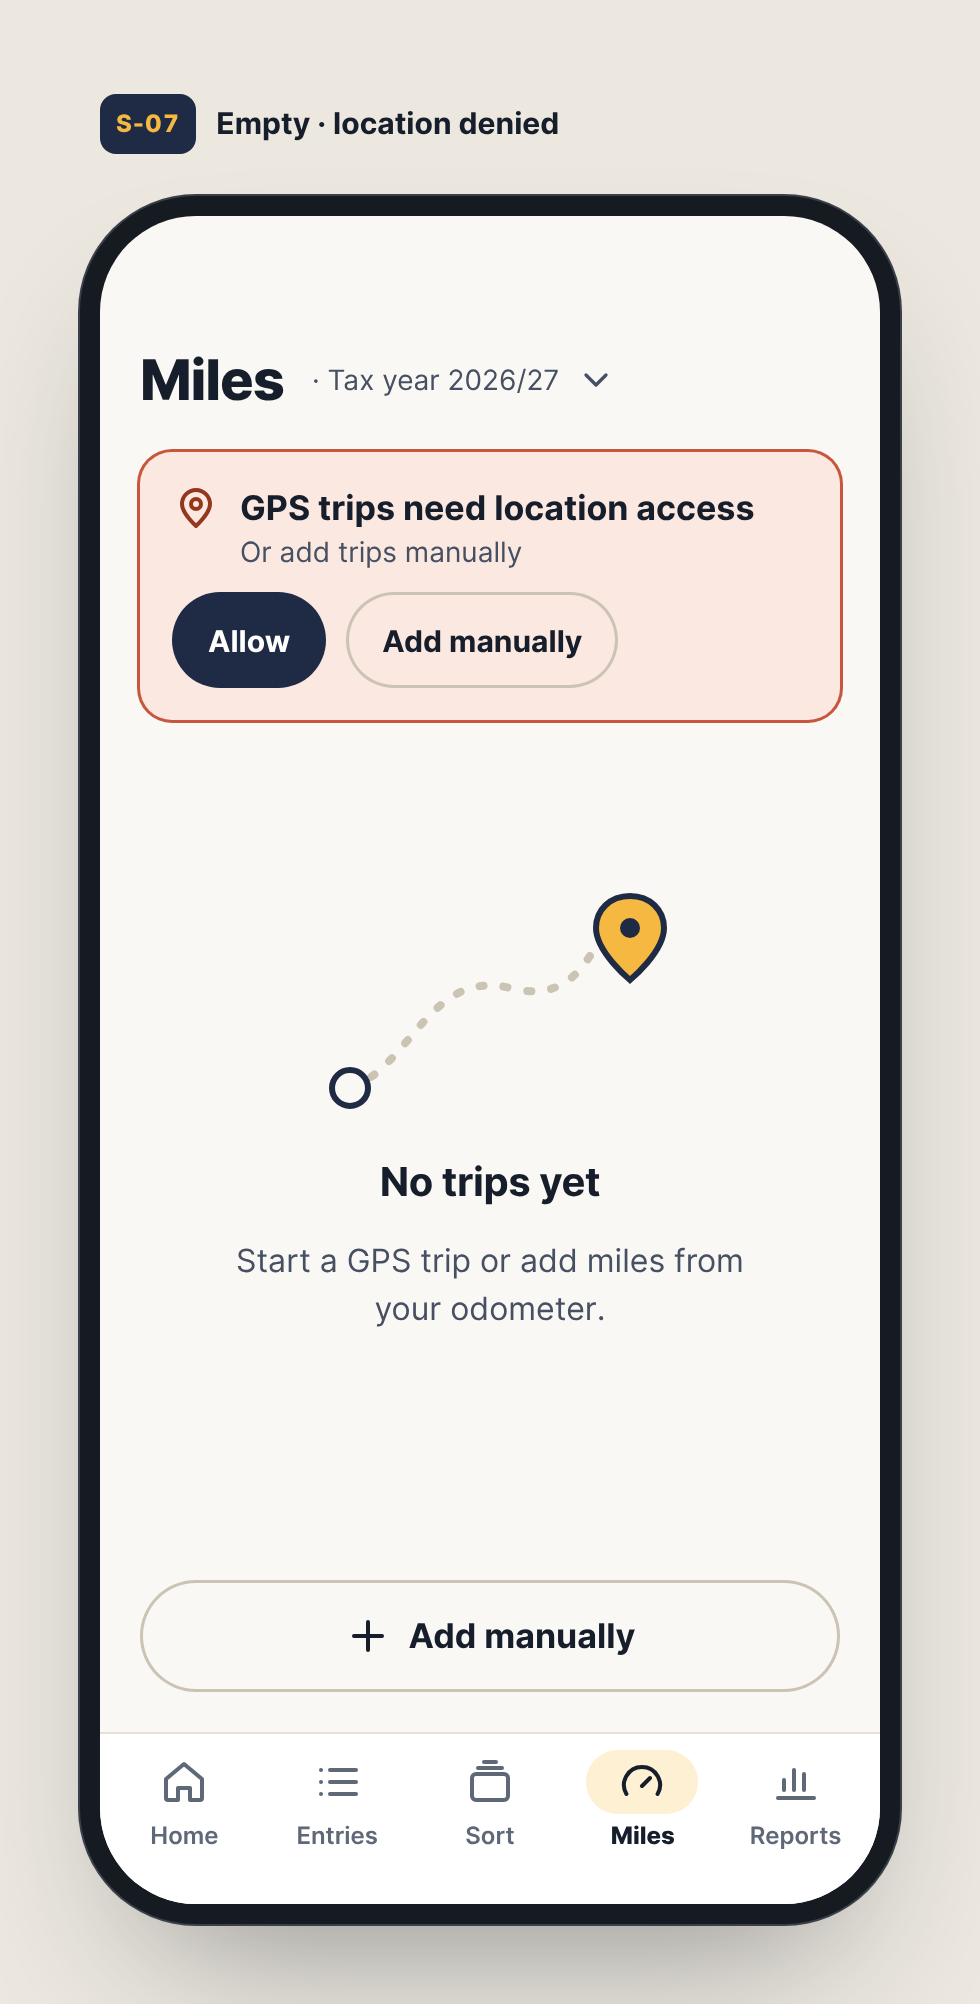 S-07 Empty · location denied
Miles · Tax year 2026/27
GPS trips need location access
Or add trips manually
Allow Add manually
No trips yet
Start a GPS trip or add miles from
your odometer.
+ Add manually
Home Entries Sort Miles Reports